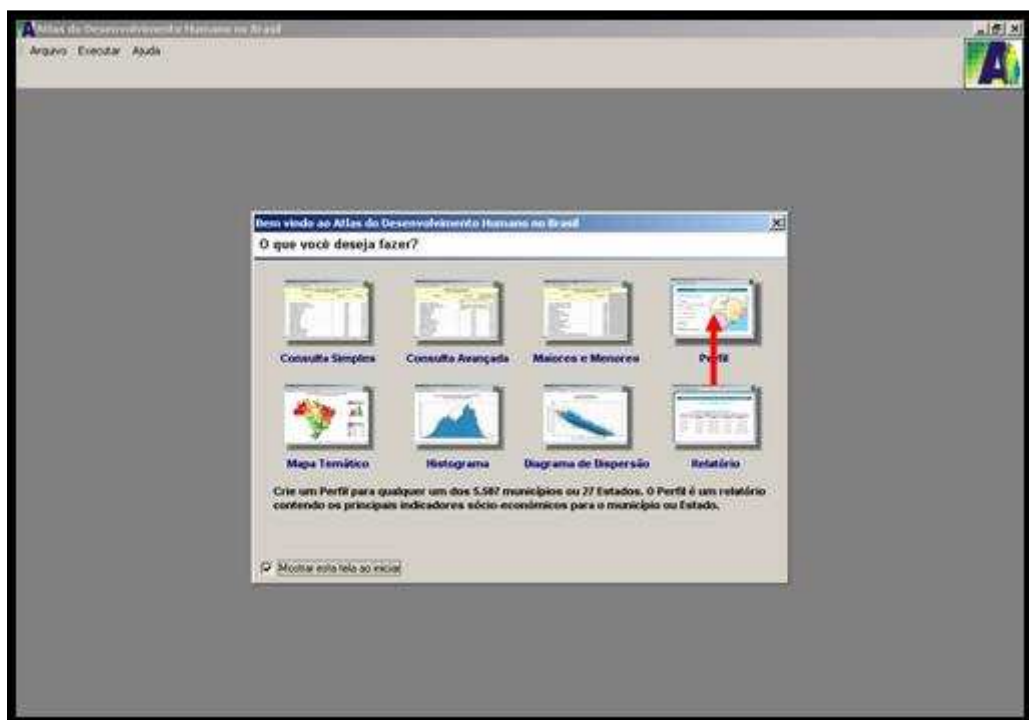 Atlas do Desenvolvimento Humano no Brasil
Arquivo Executar Ajuda
Bem vindo ao Atlas do Desenvolvimento Humano no Brasil
O que você deseja fazer?
Consulta Simples Consulta Avançada Maiores e Menores Perfil
Mapa Temático Histograma Diagrama de Dispersão Relatório
Crie um Perfil para qualquer um dos 5.507 municípios ou 27 Estados. O Perfil é um relatório
contendo os principais indicadores sócio-econômicos para o município ou Estado.
Mostrar esta tela ao iniciar